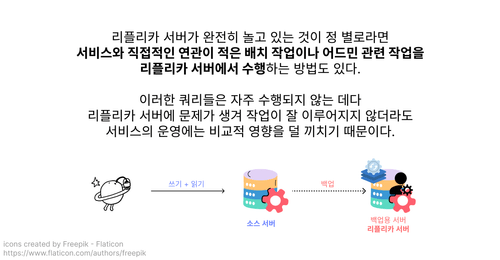 리플리카 서버가 완전히 놀고 있는 것이 정 별로라면
서비스와 직접적인 연관이 적은 배치 작업이나 어드민 관련 작업을
리플리카 서버에서 수행하는 방법도 있다.
이러한 쿼리들은 자주 수행되지 않는 데다
리플리카 서버에 문제가 생겨 작업이 잘 이루어지지 않더라도
서비스의 운영에는 비교적 영향을 덜 끼치기 때문이다.
쓰기 + 읽기
백업
소스 서버
백업용 서버
리플리카 서버
icons created by Freepik - Flaticon
https://www.flaticon.com/authors/freepik